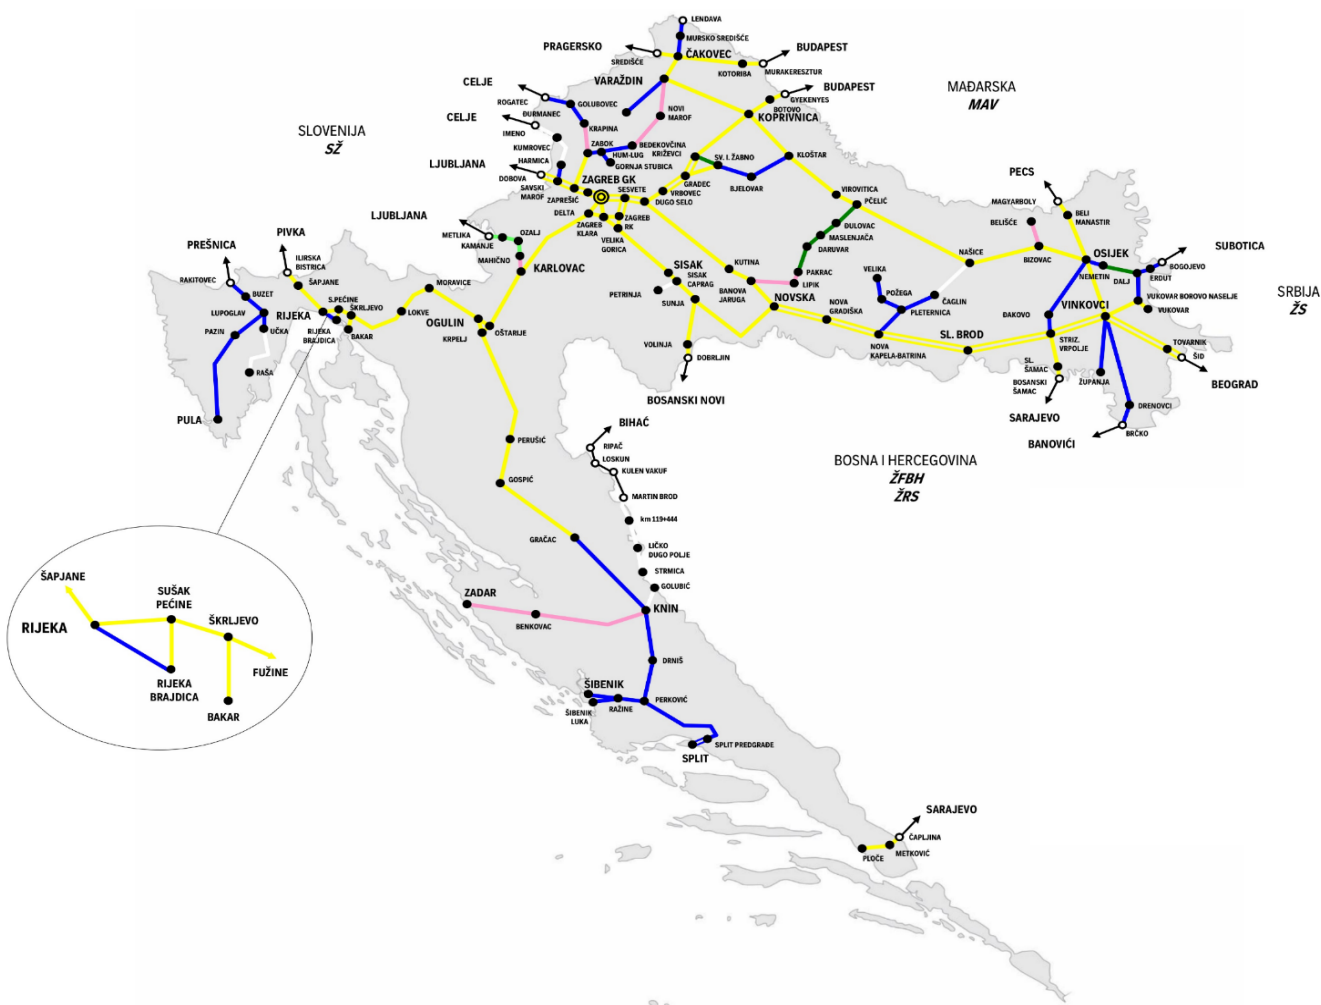 LENDAVA
MURSKO SREDIŠĆE
PRAGERSKO
SREDIŠĆE
ČAKOVEC
BUDAPEST
KOTORIBA
MURAKERESZTUR
CELJE
ROGATEC
GOLUBOVEC
VARAŽDIN
BUDAPEST
GYEKENYES
BOTOVO
KOPRIVNICA
MAĐARSKA
MAV
SLOVENIJA
SŽ
CELJE
ĐURMANEC
IMENO
KUMROVEC
HARMICA
KRAPINA
NOVI
MAROF
ZABOK
HUM-LUG
BEDEKOVČINA
KRIŽEVCI
GORNJA STUBICA
SV. I. ŽABNO
KLOŠTAR
LJUBLJANA
DOBOVA
SAVSKI
MAROF
ZAGREB GK
ZAPREŠIĆ
SESVETE
GRADEC
VRBOVEC
DUGO SELO
BJELOVAR
VIROVITICA
PČELIĆ
PECS
MAGYARBOLY
BELI
MANASTIR
BELIŠĆE
DELTA
ZAGREB
KLARA
ZAGREB
RK
VELIKA
GORICA
LJUBLJANA
METLIKA
KAMANJE
OZALJ
MAHIČNO
KARLOVAC
ĐULOVAC
MASLENJAČA
DARUVAR
PAKRAC
LIPIK
NAŠICE
BIZOVAC
OSIJEK
NEMETIN
DALJ
ERDUT
BOGOJEVO
SUBOTICA
SRBIJA
ŽS
PREŠNICA
RAKITOVEC
BUZET
LUPOGLAV
PAZIN
UČKA
RAŠA
PULA
PIVKA
ILIRSKA
BISTRICA
ŠAPJANE
RIJEKA
S.PEĆINE
ŠKRLJEVO
RIJEKA
BRAJDICA
BAKAR
LOKVE
MORAVICE
OGULIN
OŠTARIJE
KRPELJ
SISAK
SISAK
CAPRAG
PETRINJA
SUNJA
VOLINJA
DOBRLJIN
BOSANSKI NOVI
KUTINA
BANOVA
JARUGA
NOVSKA
NOVA
GRADIŠKA
VELIKA
POŽEGA
PLETERNICA
ČAGLIN
NOVA
KAPELA-BATRINA
SL. BROD
ĐAKOVO
STRIZ.
VRPOLJE
VINKOVCI
VUKOVAR BOROVO NASELJE
VUKOVAR
TOVARNIK
ŠID
BEOGRAD
SL.
ŠAMAC
BOSANSKI
ŠAMAC
SARAJEVO
ŽUPANJA
DRENOVCI
BRČKO
BANOVIĆI
BOSNA I HERCEGOVINA
ŽFBH
ŽRS
PERUŠIĆ
GOSPIĆ
GRAČAC
BIHAĆ
RIPAČ
LOSKUN
KULEN VAKUF
MARTIN BROD
km 119+444
LIČKO
DUGO POLJE
STRMICA
GOLUBIĆ
KNIN
ZADAR
BENKOVAC
DRNIŠ
PERKOVIĆ
ŠIBENIK
ŠIBENIK
LUKA
RAŽINE
SPLIT PREDGRAĐE
SPLIT
SARAJEVO
ČAPLJINA
METKOVIĆ
PLOČE
ŠAPJANE
RIJEKA
SUŠAK
PEĆINE
ŠKRLJEVO
FUŽINE
RIJEKA
BRAJDICA
BAKAR